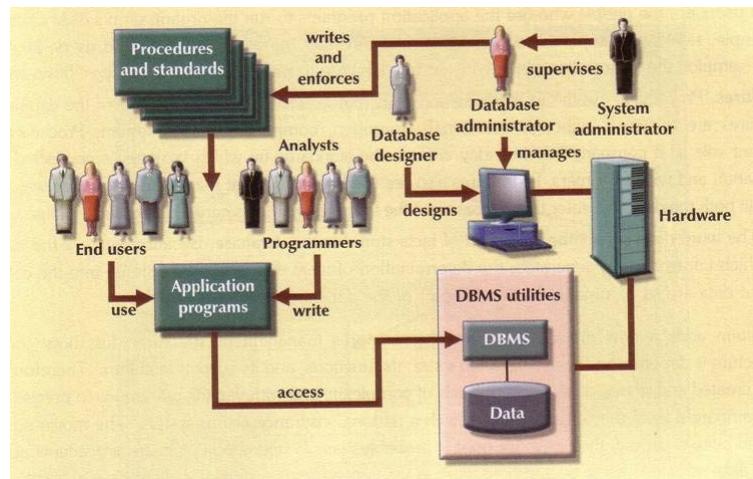 Procedures
and standards
writes
and
enforces
supervises
Database
designer
Database
administrator
System
administrator
Analysts
manages
designs
Hardware
End users
Programmers
Application
programs
use
write
DBMS utilities
DBMS
access
Data